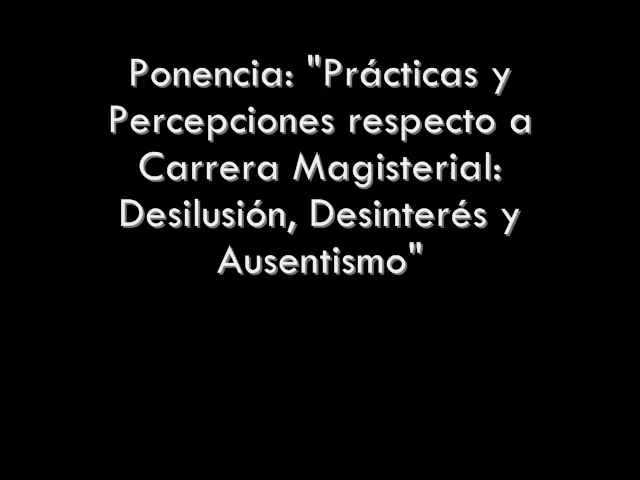 Ponencia: "Prácticas y
Percepciones respecto a
Carrera Magisterial:
Desilusión, Desinterés y
Ausentismo"